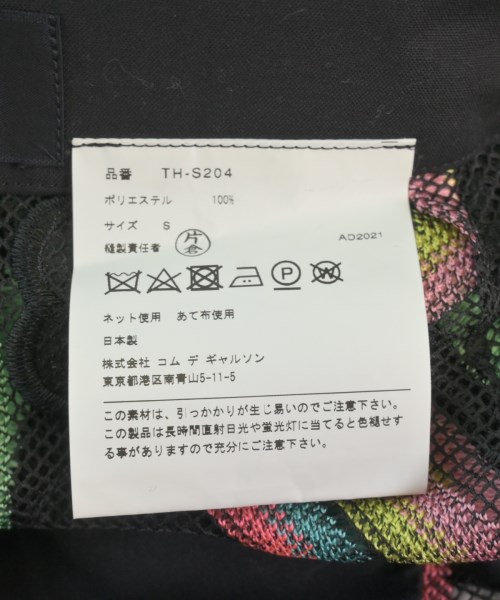 品番 TH-S204
ポリエステル 100%
サイズ S
縫製責任者 片倉
AD2021
P W
ネット使用 あて布使用
日本製
株式会社 コム デ ギャルソン
東京都港区南青山5-11-5
この素材は、引っかかりが生じ易いのでご注意下さい。
この製品は長時間直射日光や蛍光灯に当てると色褪せす
る事がありますので充分にご注意下さい。